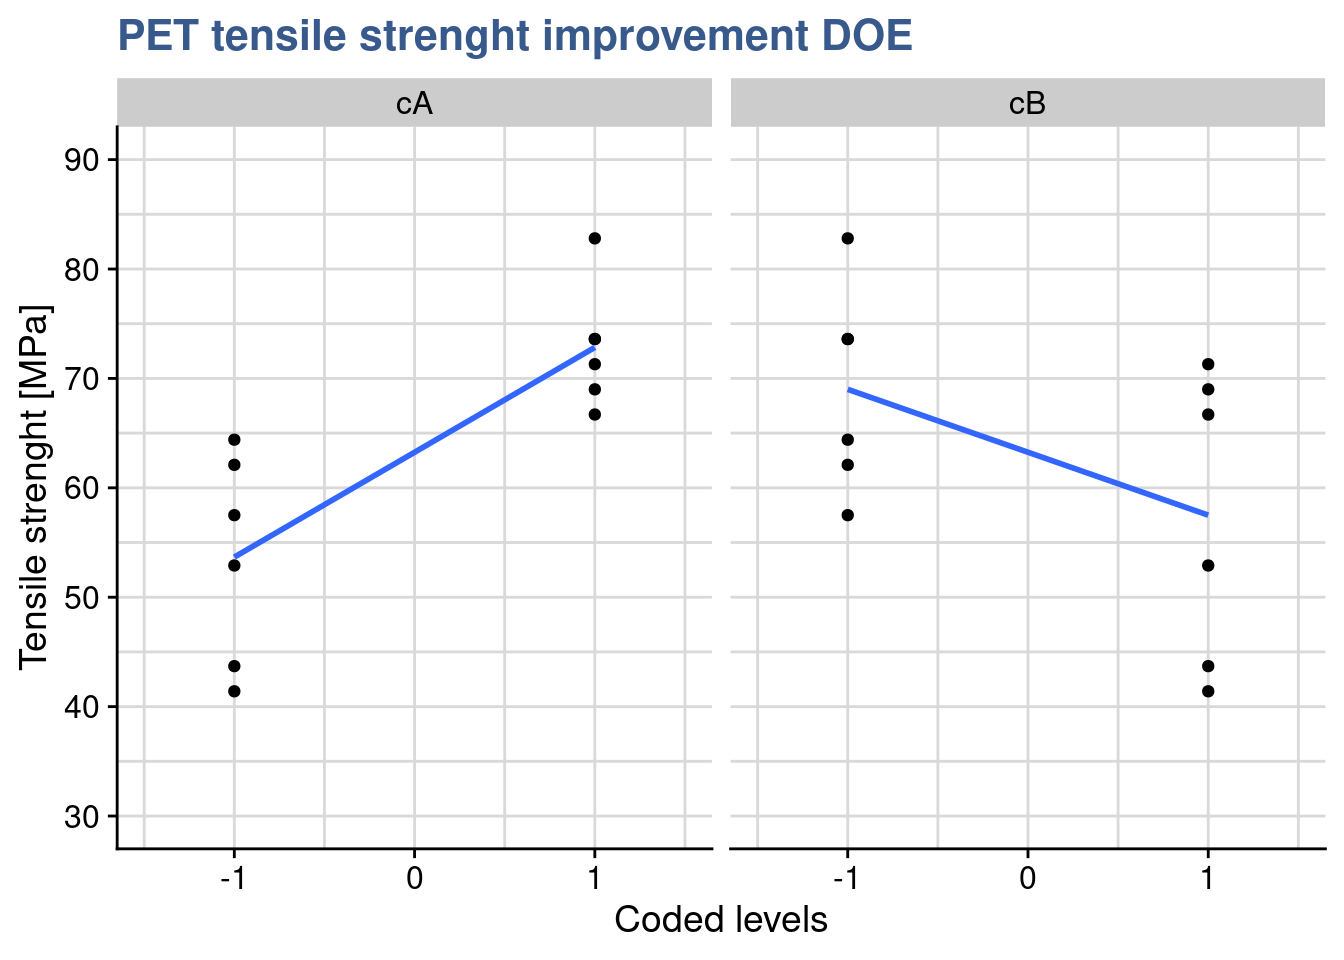 PET tensile strenght improvement DOE
cA
cB
Tensile strenght [MPa]
90
80
70
60
50
40
30
-1 0 1
-1 0 1
Coded levels